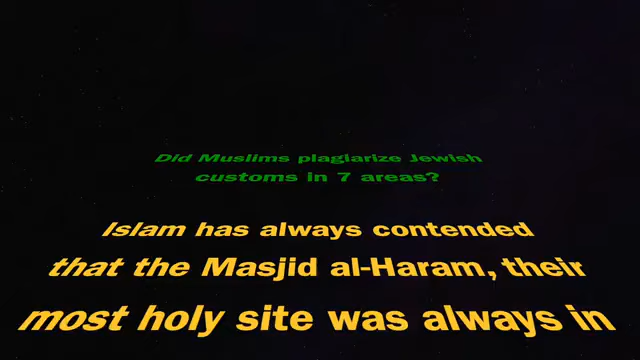 Did Muslims plagiarize Jewish
customs in 7 areas?
Islam has always contended
that the Masjid al-Haram, their
most holy site was always in